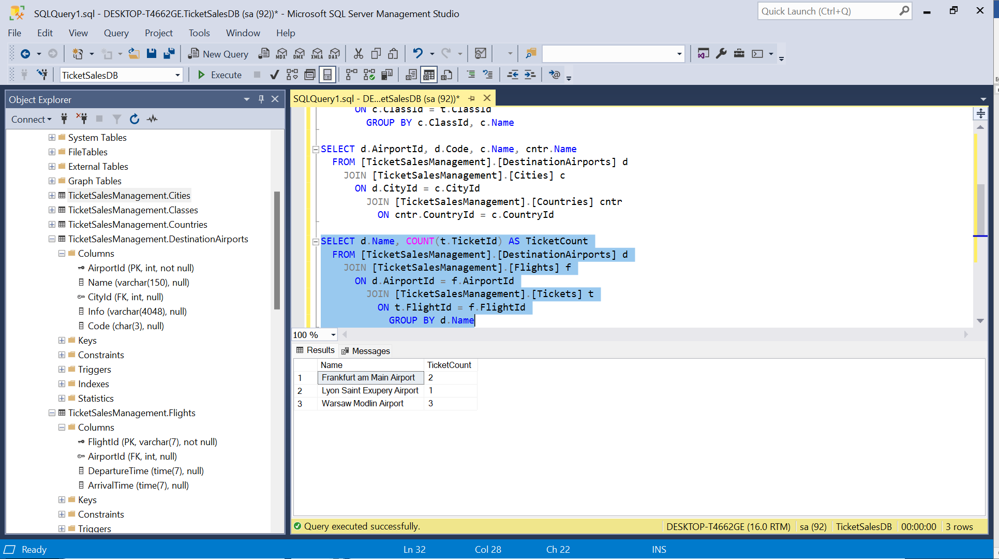 SQLQuery1.sql - DESKTOP-T4662GE.TicketSalesDB (sa (92))* - Microsoft SQL Server Management Studio
Quick Launch (Ctrl+Q)
File Edit View Query Project Tools Window Help
New Query
MDX DMX XMLA DAX
TicketSalesDB
Execute
Object Explorer
Connect
System Tables
FileTables
External Tables
Graph Tables
TicketSalesManagement.Cities
TicketSalesManagement.Classes
TicketSalesManagement.Countries
TicketSalesManagement.DestinationAirports
Columns
AirportId (PK, int, not null)
Name (varchar(150), null)
CityId (FK, int, null)
Info (varchar(4048), null)
Code (char(3), null)
Keys
Constraints
Triggers
Indexes
Statistics
TicketSalesManagement.Flights
Columns
FlightId (PK, varchar(7), not null)
AirportId (FK, int, null)
DepartureTime (time(7), null)
ArrivalTime (time(7), null)
Keys
Constraints
Triggers
SQLQuery1.sql - DE...etSalesDB (sa (92))*
ON c.ClassId = t.ClassId
GROUP BY c.ClassId, c.Name
SELECT d.AirportId, d.Code, c.Name, cntr.Name
FROM [TicketSalesManagement].[DestinationAirports] d
JOIN [TicketSalesManagement].[Cities] c
ON d.CityId = c.CityId
JOIN [TicketSalesManagement].[Countries] cntr
ON cntr.CountryId = c.CountryId
SELECT d.Name, COUNT(t.TicketId) AS TicketCount
FROM [TicketSalesManagement].[DestinationAirports] d
JOIN [TicketSalesManagement].[Flights] f
ON d.AirportId = f.AirportId
JOIN [TicketSalesManagement].[Tickets] t
ON t.FlightId = f.FlightId
GROUP BY d.Name
100 %
Results Messages
Name TicketCount
1 Frankfurt am Main Airport 2
2 Lyon Saint Exupery Airport 1
3 Warsaw Modlin Airport 3
Query executed successfully.
DESKTOP-T4662GE (16.0 RTM) sa (92) TicketSalesDB 00:00:00 3 rows
Ready Ln 32 Col 28 Ch 22 INS